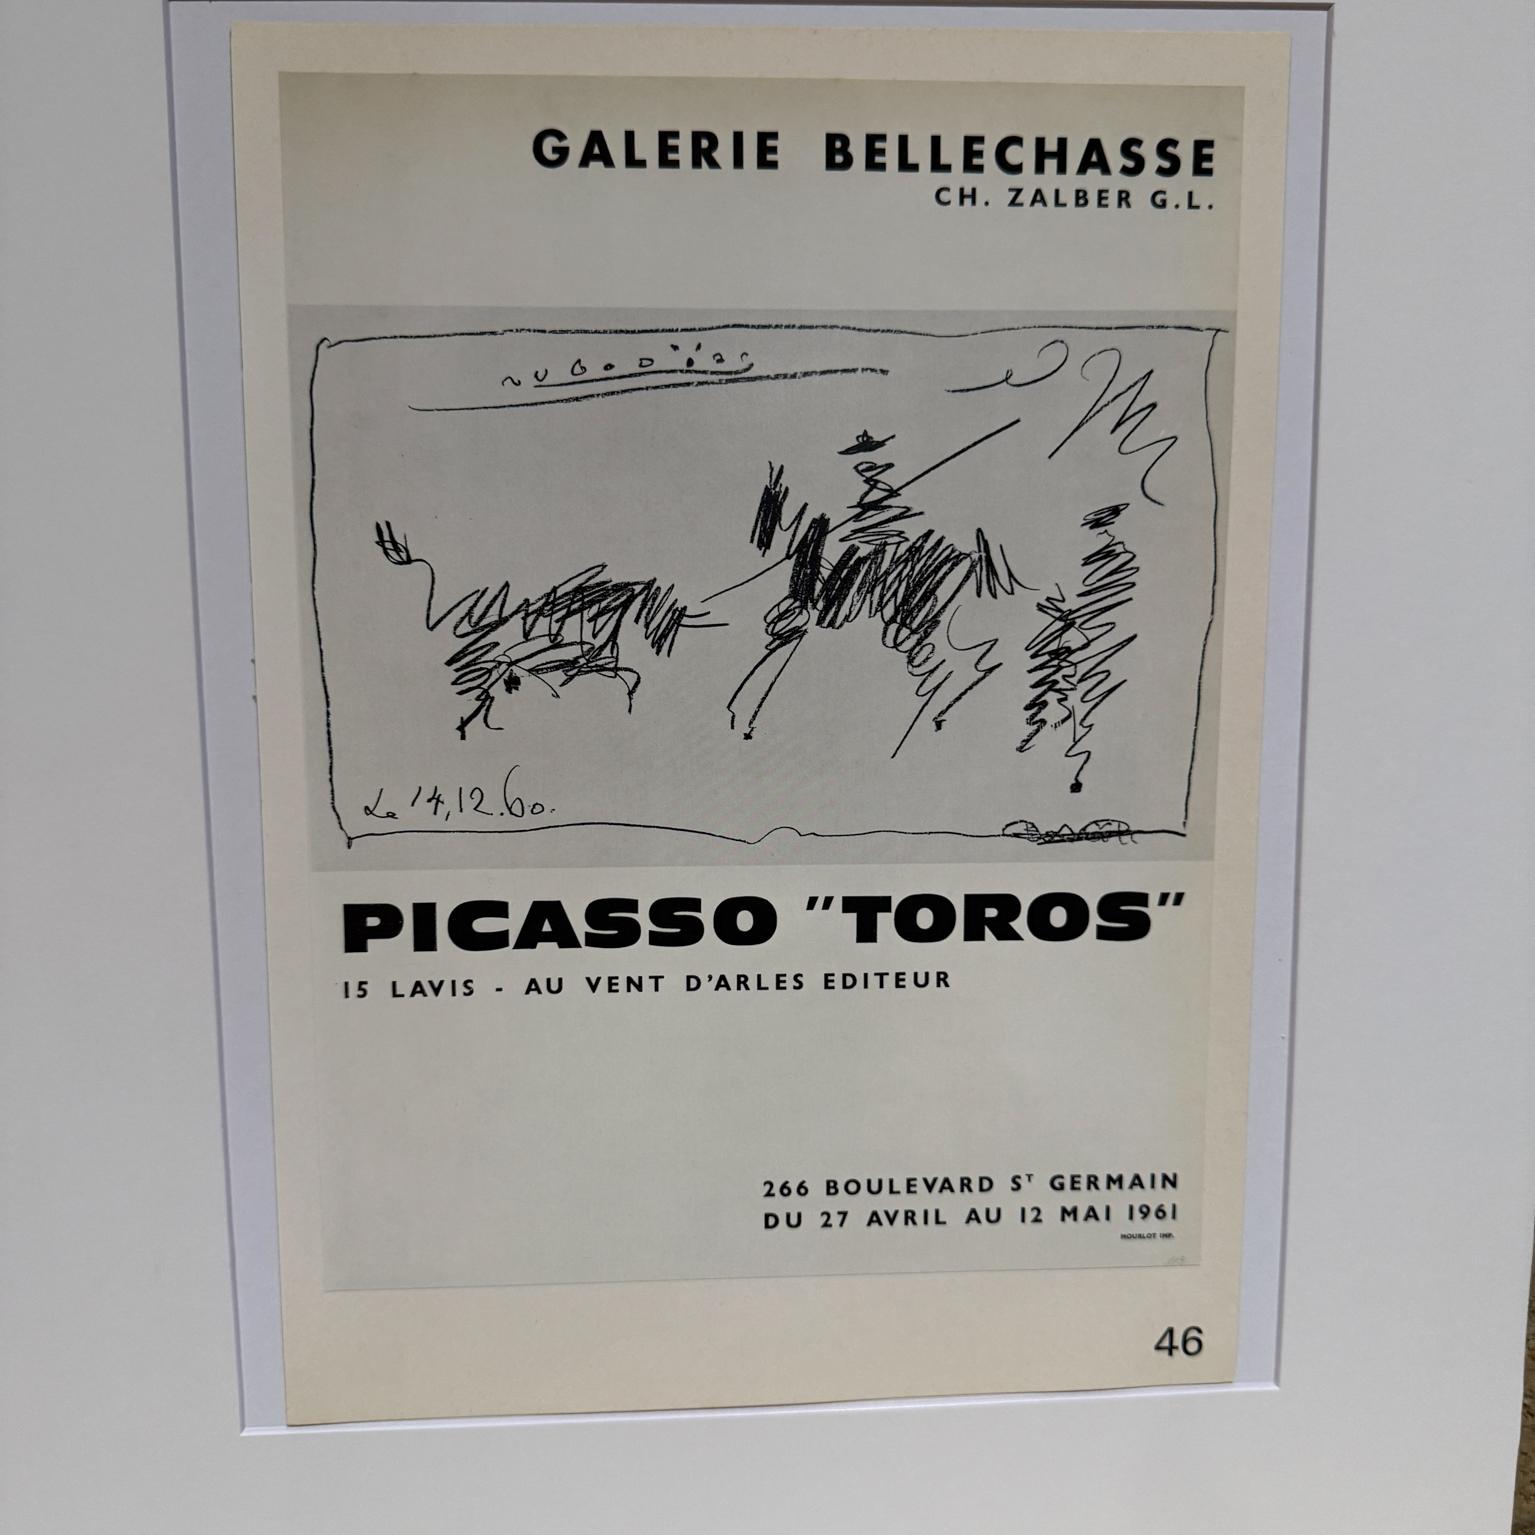 GALERIE BELLECHASSE
CH. ZALBER G.L.
Le 14.12.60.
PICASSO "TOROS"
15 LAVIS - AU VENT D'ARLES EDITEUR
266 BOULEVARD Sᵀ GERMAIN
DU 27 AVRIL AU 12 MAI 1961
MOURLOT IMP.
46